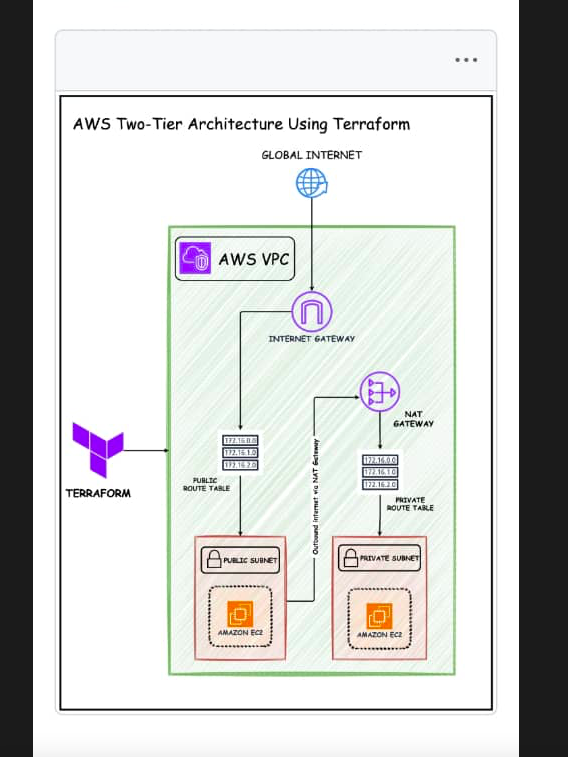 AWS Two-Tier Architecture Using Terraform
GLOBAL INTERNET
AWS VPC
INTERNET GATEWAY
NAT
GATEWAY
172.16.0.0
172.16.1.0
172.16.2.0
PUBLIC
ROUTE TABLE
Outbound internet via NAT Gateway
172.16.0.0
172.16.1.0
172.16.2.0
PRIVATE
ROUTE TABLE
TERRAFORM
PUBLIC SUBNET
AMAZON EC2
PRIVATE SUBNET
AMAZON EC2